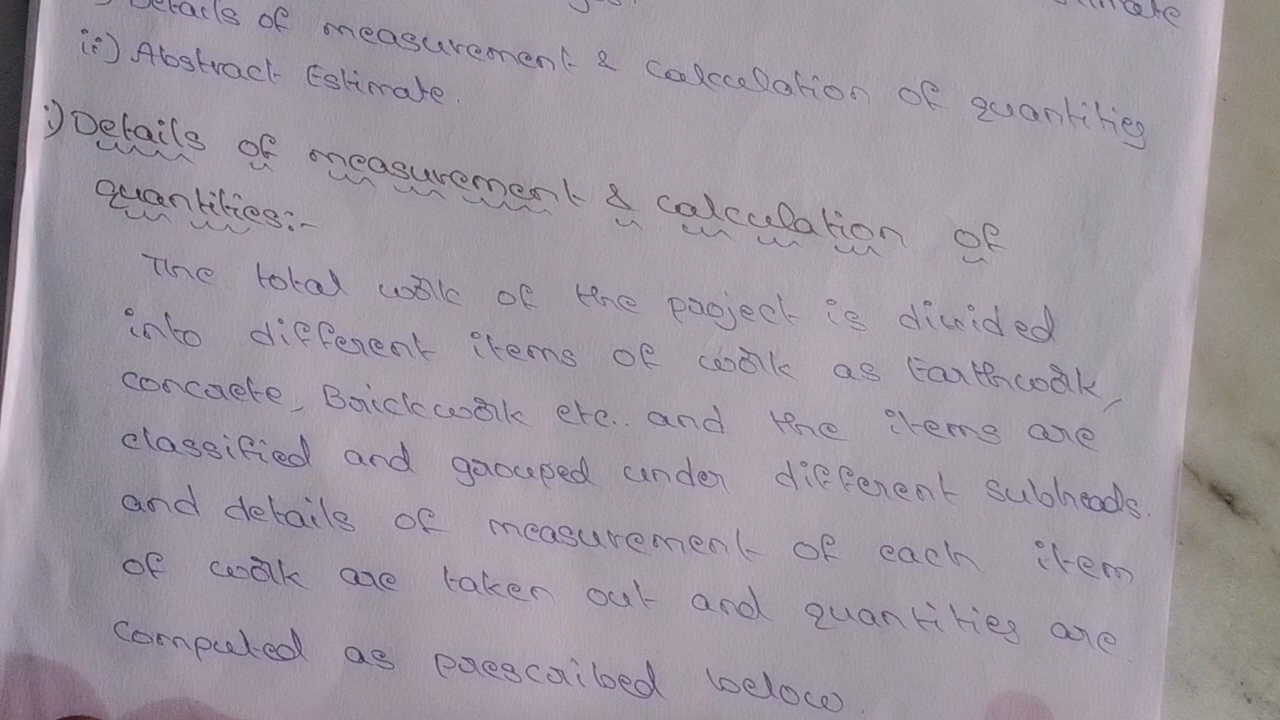 Details of measurement & calculation of quantities
ii) Abstract Estimate.
i) Details of measurement & calculation of
quantities:-
The total work of the project is divided
into different items of work as Earthwork,
concrete, Brickwork etc.. and the items are
classified and grouped under different subheads.
and details of measurement of each item
of work are taken out and quantities are
computed as prescribed below.